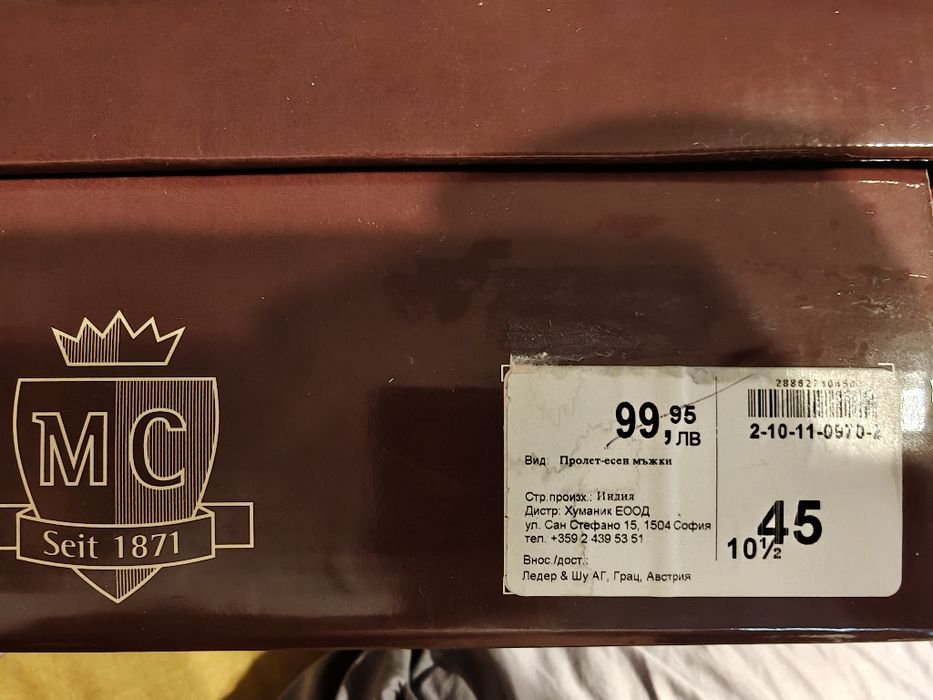 MC
Seit 1871
99,95 ЛВ
Вид: Пролет-есен мъжки
Стр.произх.: Индия
Дистр: Хуманик ЕООД
ул. Сан Стефано 15, 1504 София
тел. +359 2 439 53 51
Внос./дост.:
Ледер & Шу АГ, Грац, Австрия
2-10-11-0970-2
45
10½